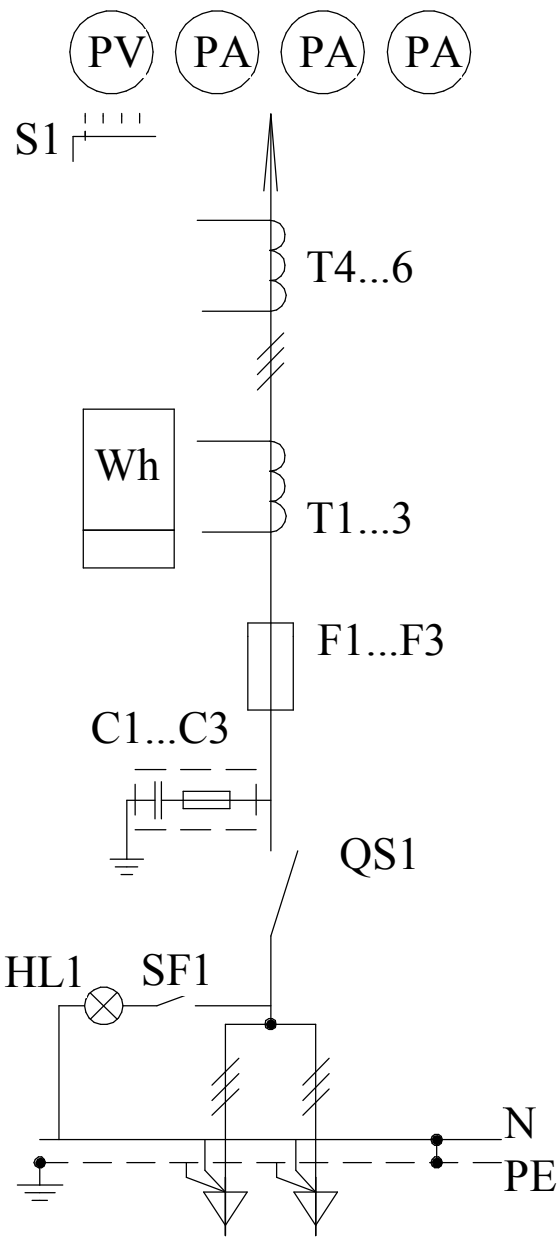 PV PA PA PA
S1
T4...6
Wh
T1...3
F1...F3
C1...C3
QS1
HL1 SF1
N
PE